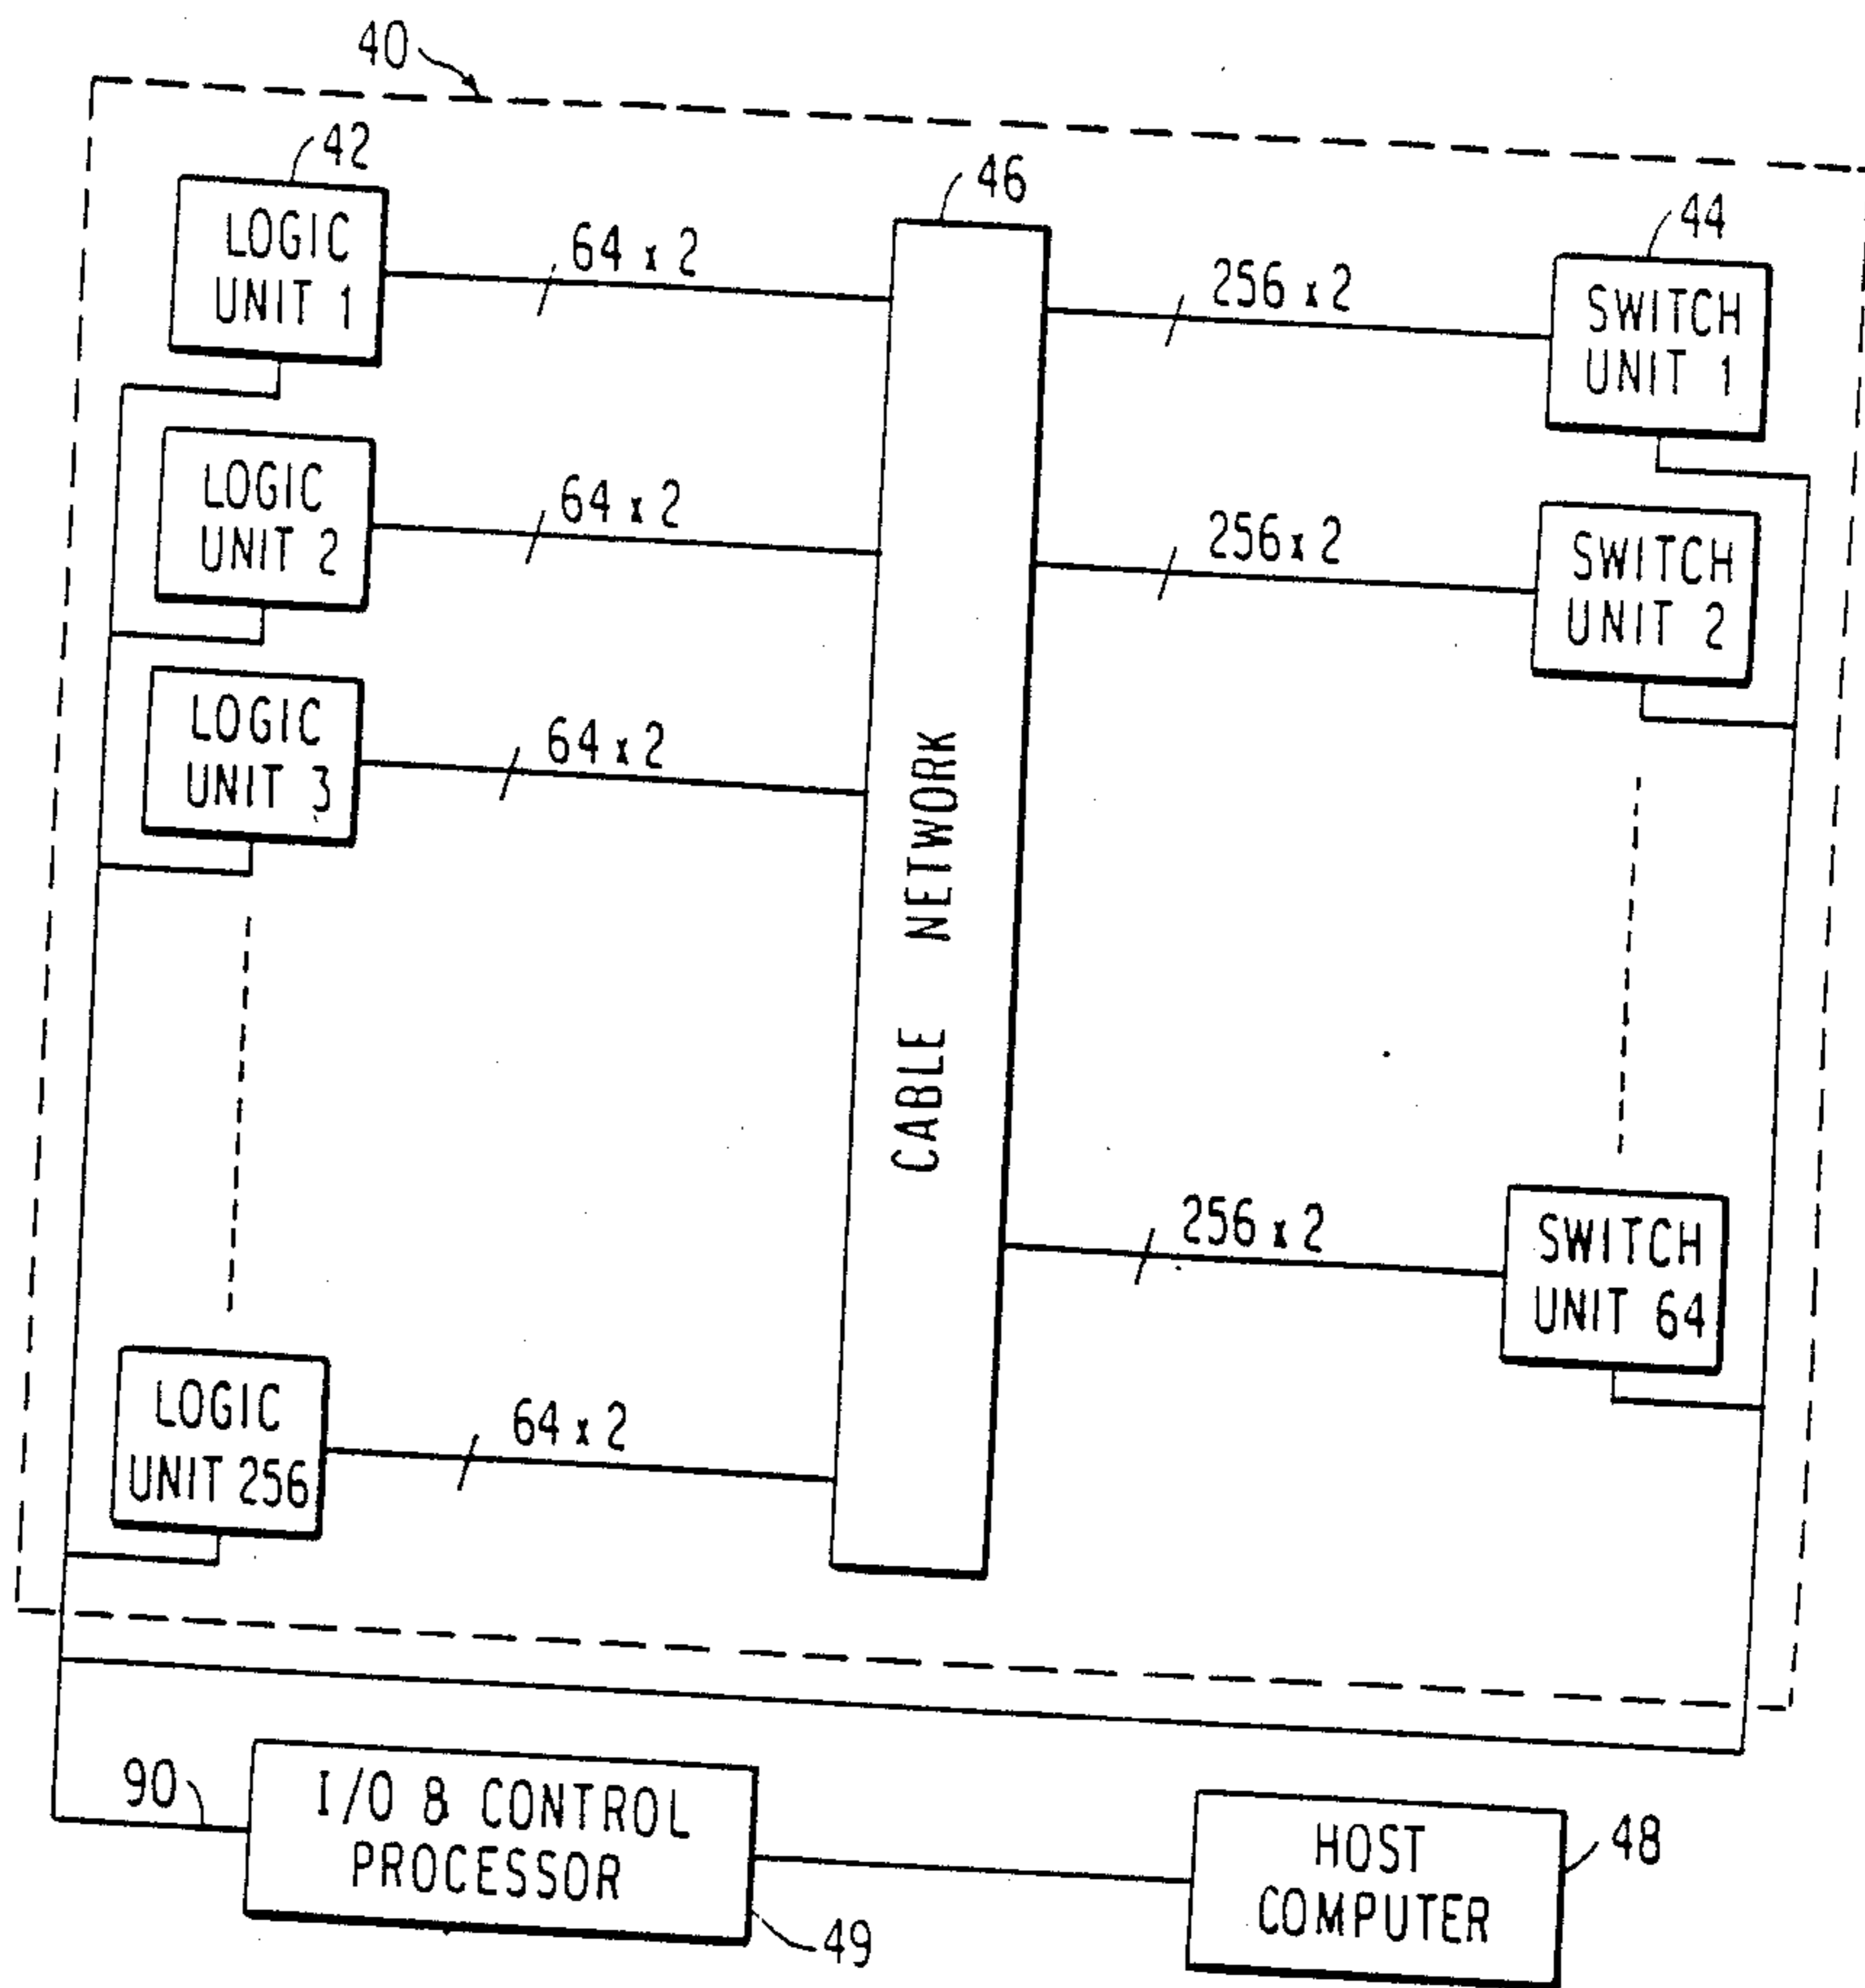 40
42
46
44
LOGIC
UNIT 1
64 x 2
256 x 2
SWITCH
UNIT 1
LOGIC
UNIT 2
64 x 2
256 x 2
SWITCH
UNIT 2
LOGIC
UNIT 3
64 x 2
CABLE NETWORK
256 x 2
SWITCH
UNIT 64
LOGIC
UNIT 256
64 x 2
90
I/O & CONTROL
PROCESSOR
49
HOST
COMPUTER
48